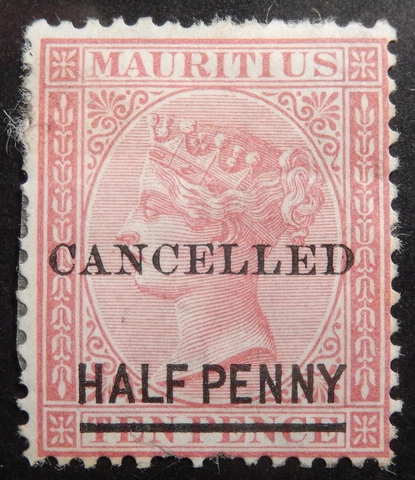 MAURITIUS
CANCELLED
HALF PENNY
TEN PENCE